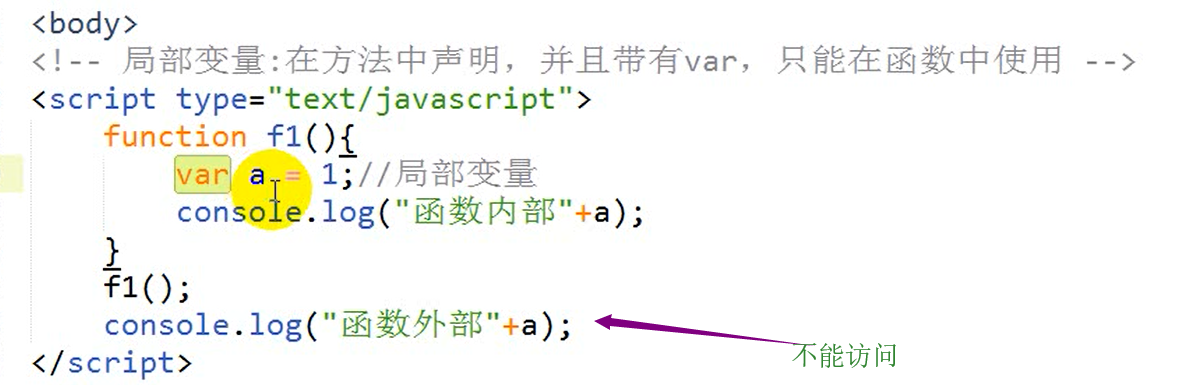 <body>
<!-- 局部变量:在方法中声明，并且带有var，只能在函数中使用 -->
<script type="text/javascript">
function f1(){
var a = 1;//局部变量
console.log("函数内部"+a);
}
f1();
console.log("函数外部"+a);
不能访问
</script>